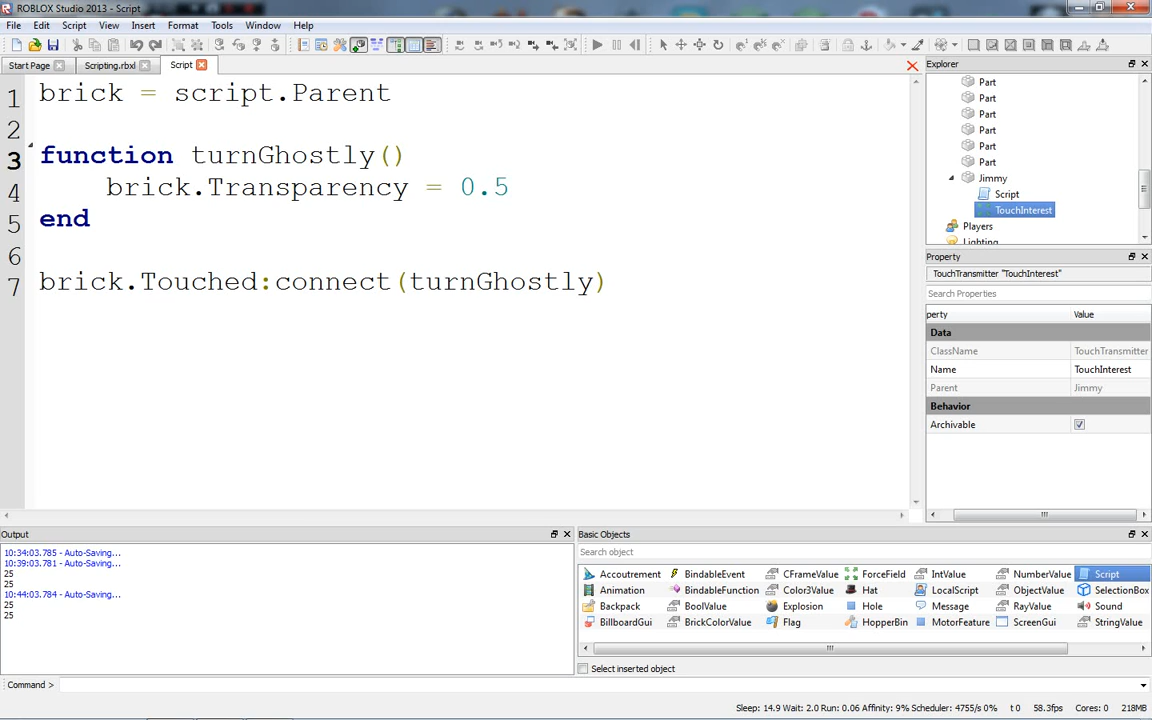 ROBLOX Studio 2013 - Script
File Edit Script View Insert Format Tools Window Help
Start Page Scripting.rbxl Script
1 brick = script.Parent
2
3 function turnGhostly()
4 brick.Transparency = 0.5
5 end
6
7 brick.Touched:connect(turnGhostly)
Explorer
Part
Part
Part
Part
Part
Part
Jimmy
Script
TouchInterest
Players
Lighting
Property
TouchTransmitter "TouchInterest"
Search Properties
perty Value
Data
ClassName TouchTransmitter
Name TouchInterest
Parent Jimmy
Behavior
Archivable
Output
10:34:03.785 - Auto-Saving...
10:39:03.781 - Auto-Saving...
25
25
10:44:03.784 - Auto-Saving...
25
25
Basic Objects
Search object
Accoutrement BindableEvent CFrameValue ForceField IntValue NumberValue Script
Animation BindableFunction Color3Value Hat LocalScript ObjectValue SelectionBox
Backpack BoolValue Explosion Hole Message RayValue Sound
BillboardGui BrickColorValue Flag HopperBin MotorFeature ScreenGui StringValue
Select inserted object
Command >
Sleep: 14.9 Wait: 2.0 Run: 0.06 Affinity: 9% Scheduler: 4755/s 0% t 0 58.3fps Cores: 0 218MB